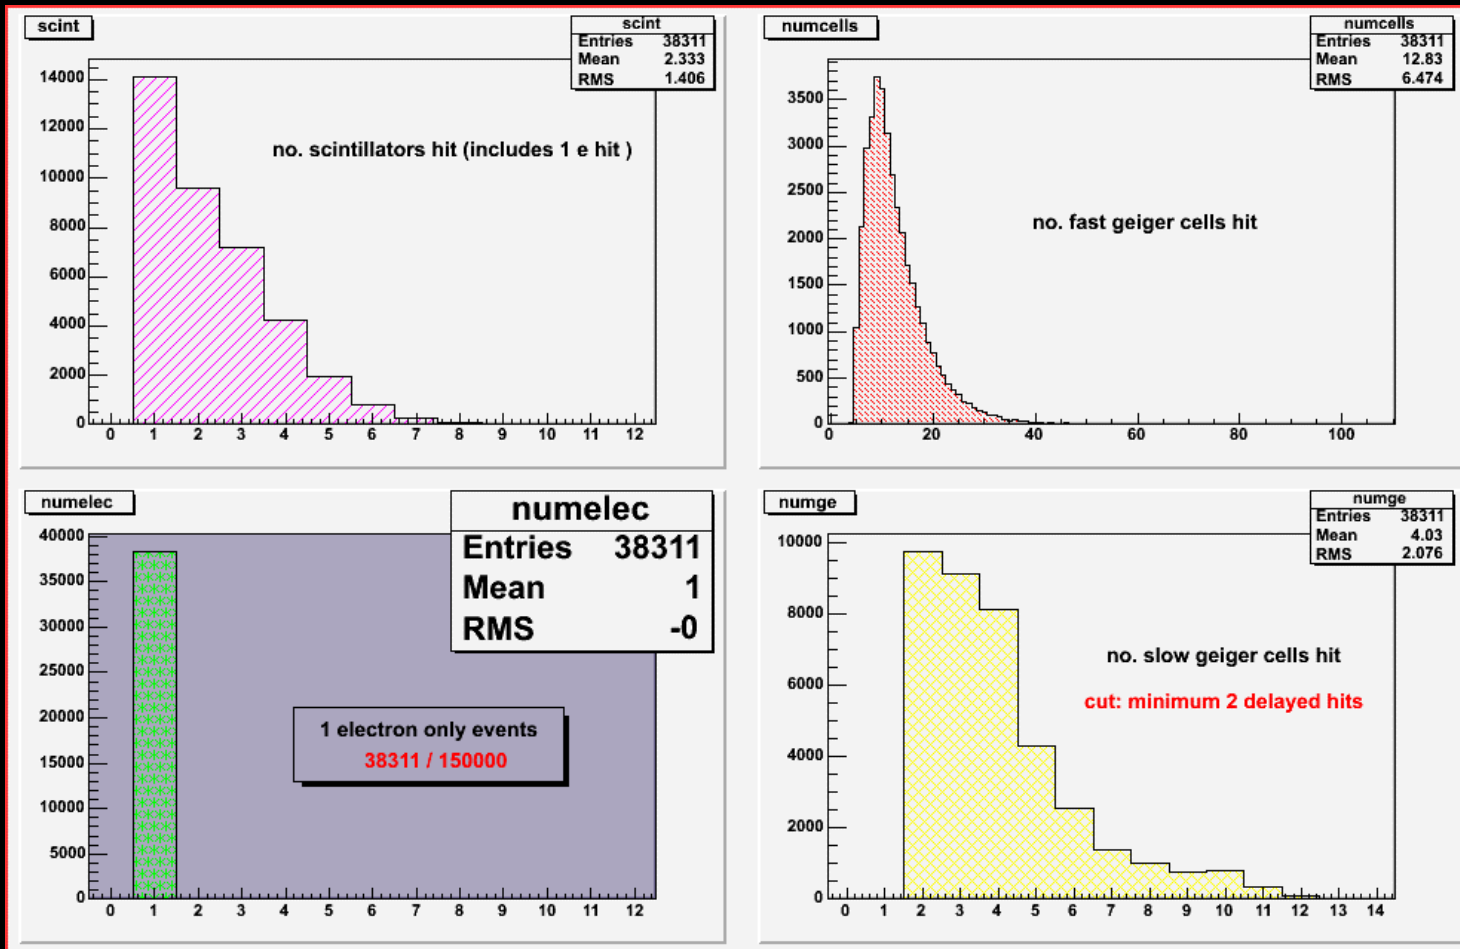 scint
scint
Entries 38311
Mean 2.333
RMS 1.406
no. scintillators hit (includes 1 e hit )
14000
12000
10000
8000
6000
4000
2000
0
0 1 2 3 4 5 6 7 8 9 10 11 12
numcells
numcells
Entries 38311
Mean 12.83
RMS 6.474
no. fast geiger cells hit
3500
3000
2500
2000
1500
1000
500
0
0 20 40 60 80 100
numelec
numelec
Entries 38311
Mean 1
RMS -0
1 electron only events
38311 / 150000
40000
35000
30000
25000
20000
15000
10000
5000
0
0 1 2 3 4 5 6 7 8 9 10 11 12
numge
numge
Entries 38311
Mean 4.03
RMS 2.076
no. slow geiger cells hit
cut: minimum 2 delayed hits
10000
8000
6000
4000
2000
0
0 1 2 3 4 5 6 7 8 9 10 11 12 13 14